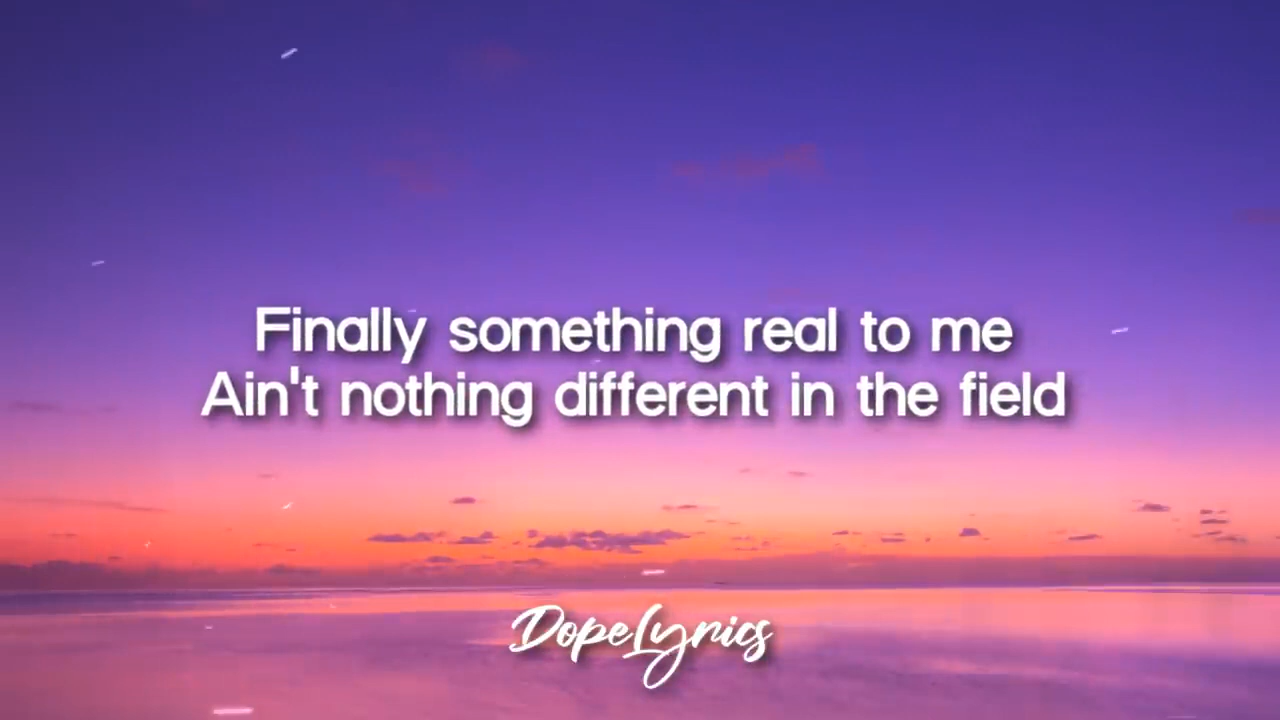 Finally something real to me
Ain't nothing different in the field
DopeLyrics